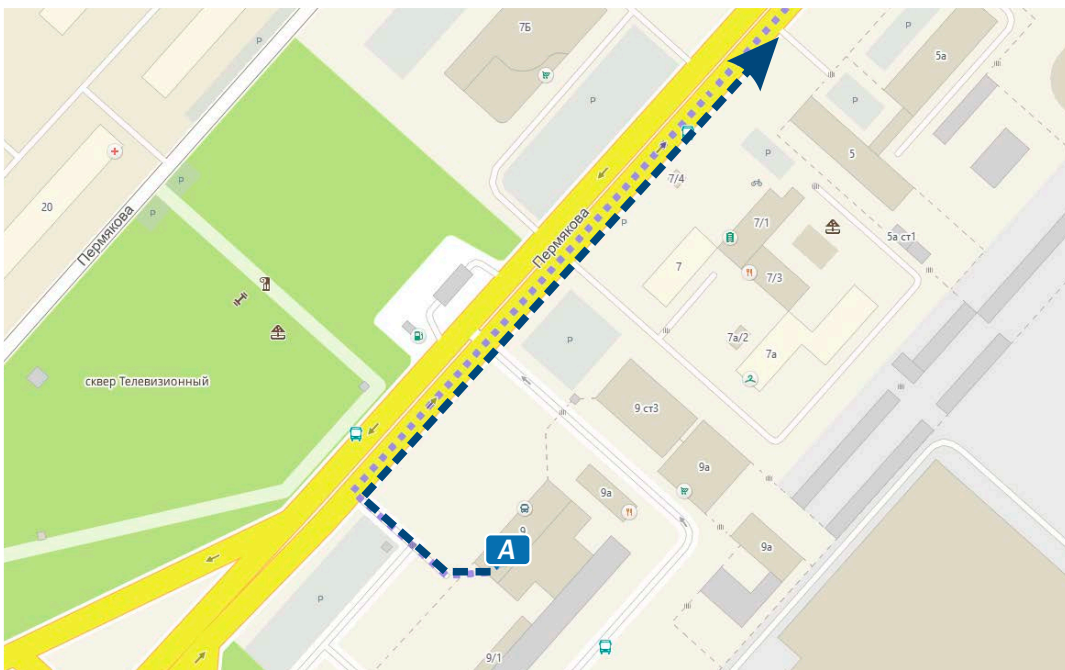 7Б
5а
P
P
P
P
5
P
20
P
P
7/4
Пермякова
Пермякова
P
7/1
5а ст1
7
7/3
7а/2
7а
P
сквер Телевизионный
9 ст3
9а
9а
9
A
9а
P
9/1